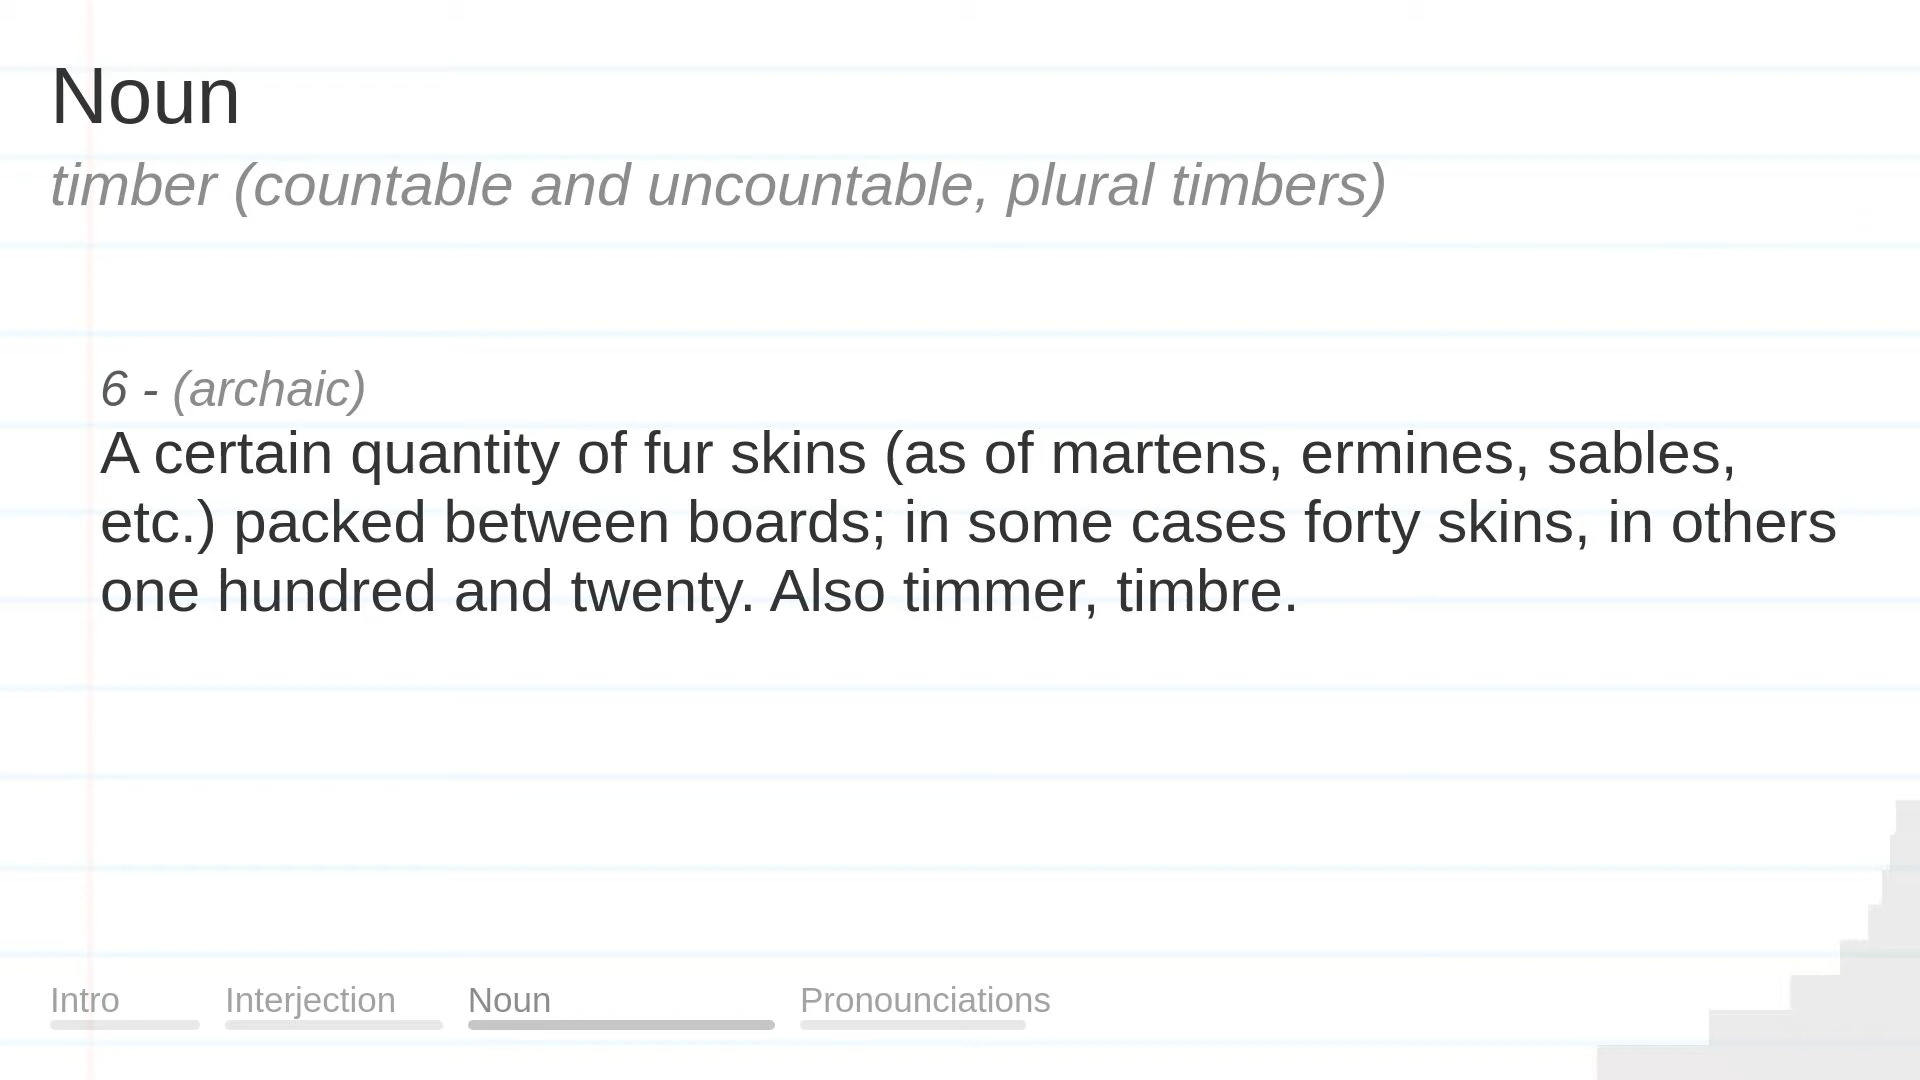 Noun
timber (countable and uncountable, plural timbers)
6 - (archaic)
A certain quantity of fur skins (as of martens, ermines, sables,
etc.) packed between boards; in some cases forty skins, in others
one hundred and twenty. Also timmer, timbre.
Intro Interjection Noun Pronounciations